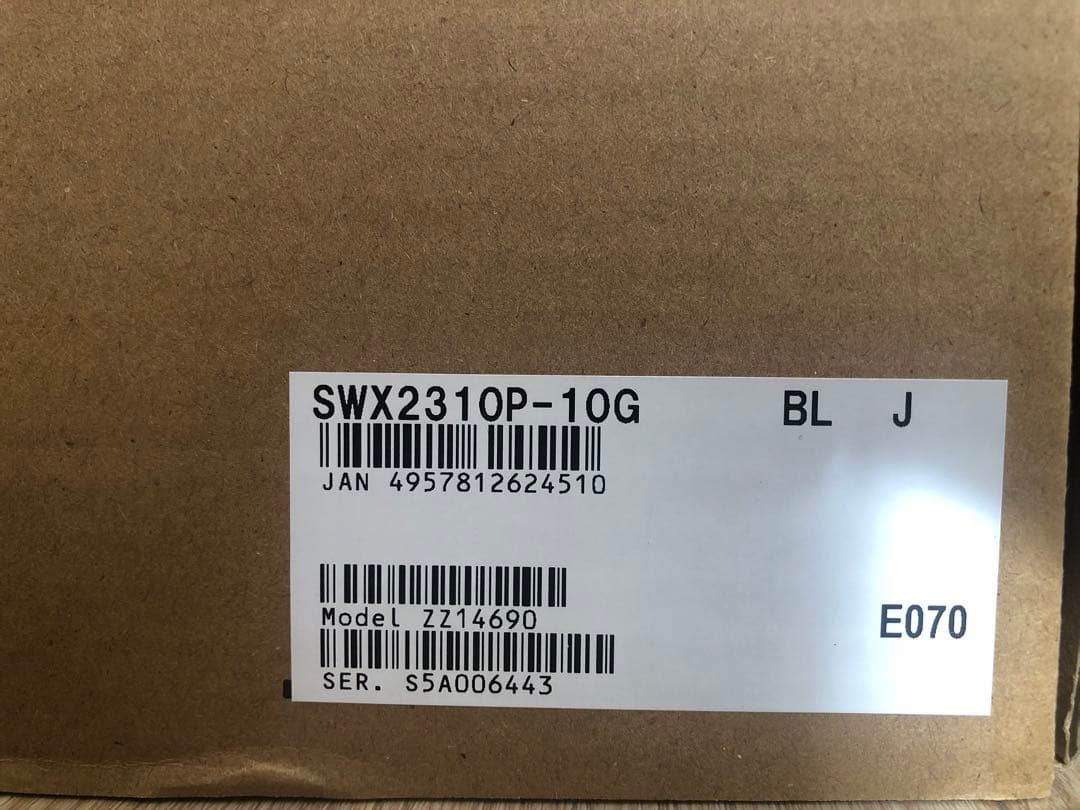 SWX2310P-10G BL J
JAN 4957812624510
Model ZZ14690
E070
SER. S5A006443